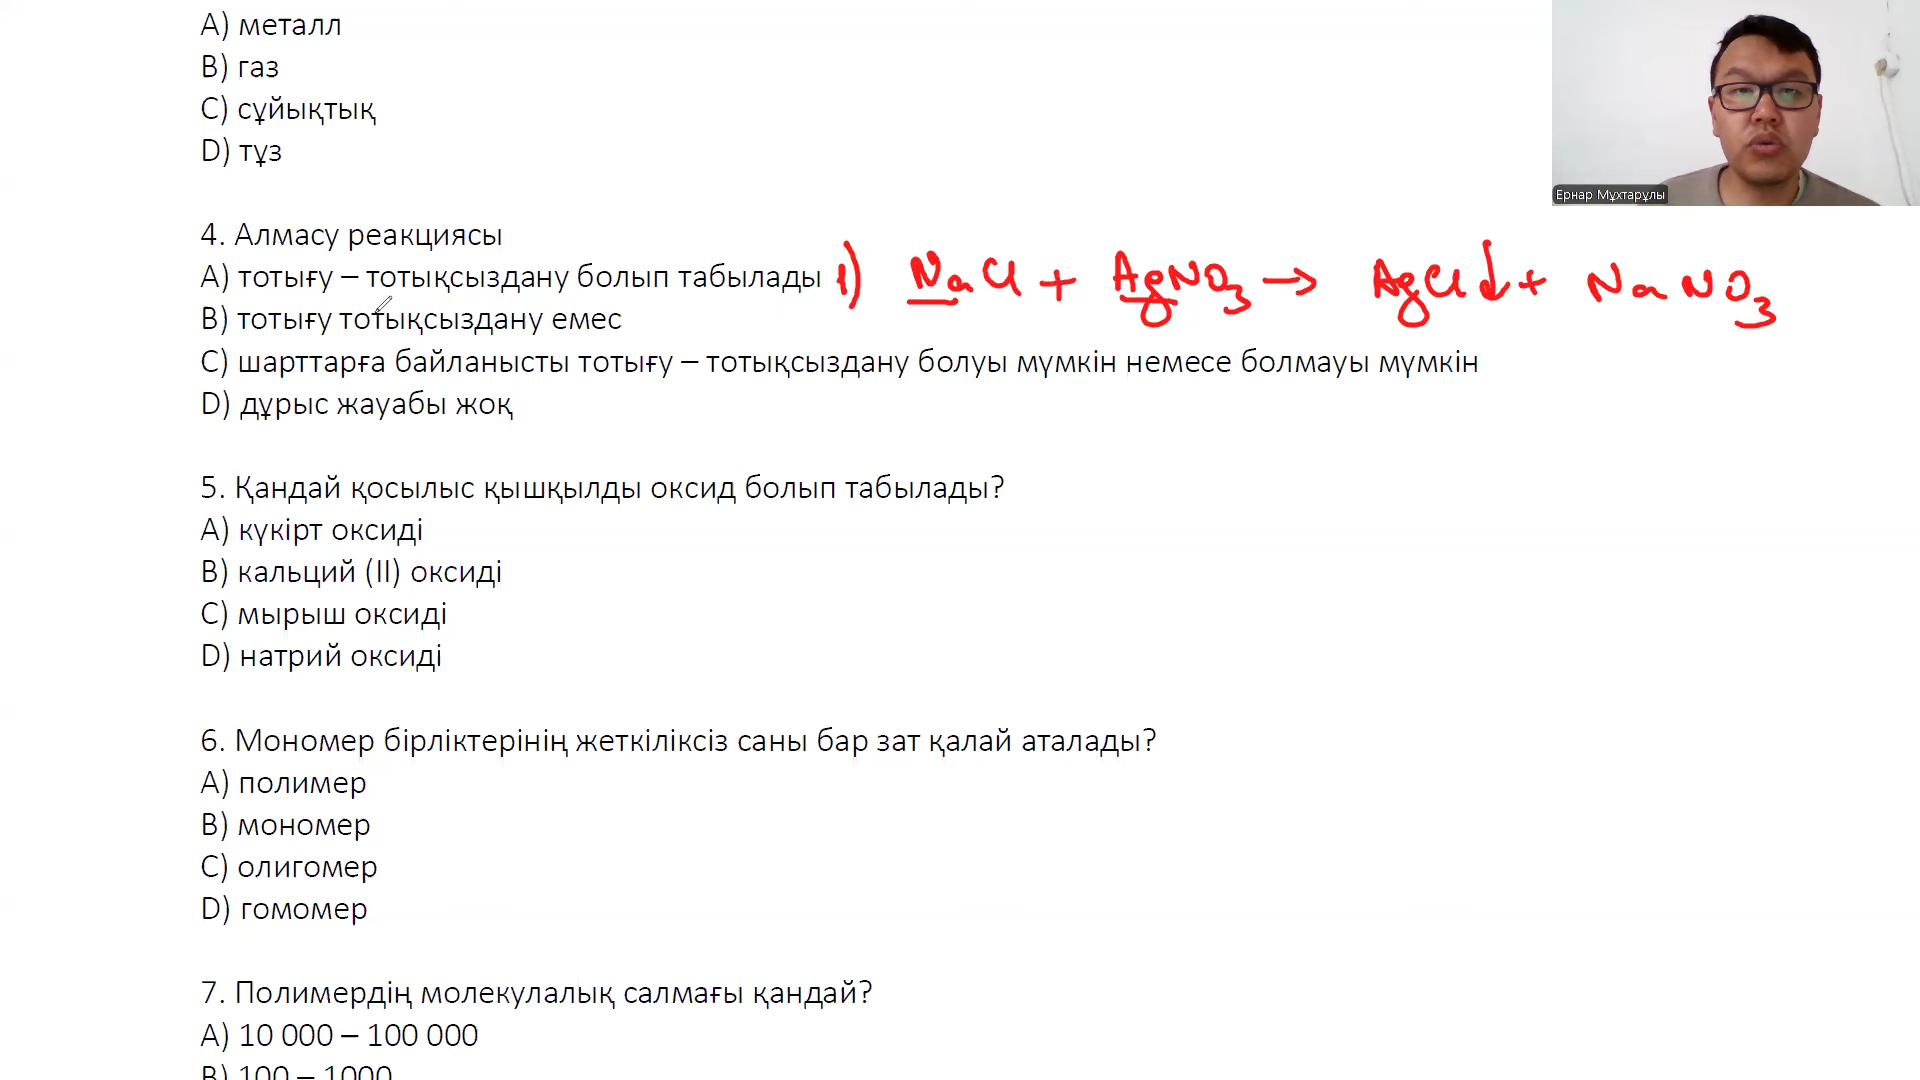 A) металл
B) газ
C) сұйықтық
D) тұз
Ернар Мұхтарұлы
4. Алмасу реакциясы
A) тотығу – тотықсыздану болып табылады
1) NaCl + AgNO3 → AgCl↓ + NaNO3
B) тотығу тотықсыздану емес
C) шарттарға байланысты тотығу – тотықсыздану болуы мүмкін немесе болмауы мүмкін
D) дұрыс жауабы жоқ
5. Қандай қосылыс қышқылды оксид болып табылады?
A) күкірт оксиді
B) кальций (II) оксиді
C) мырыш оксиді
D) натрий оксиді
6. Мономер бірліктерінің жеткіліксіз саны бар зат қалай аталады?
A) полимер
B) мономер
C) олигомер
D) гомомер
7. Полимердің молекулалық салмағы қандай?
A) 10 000 – 100 000
B) 100 – 1000